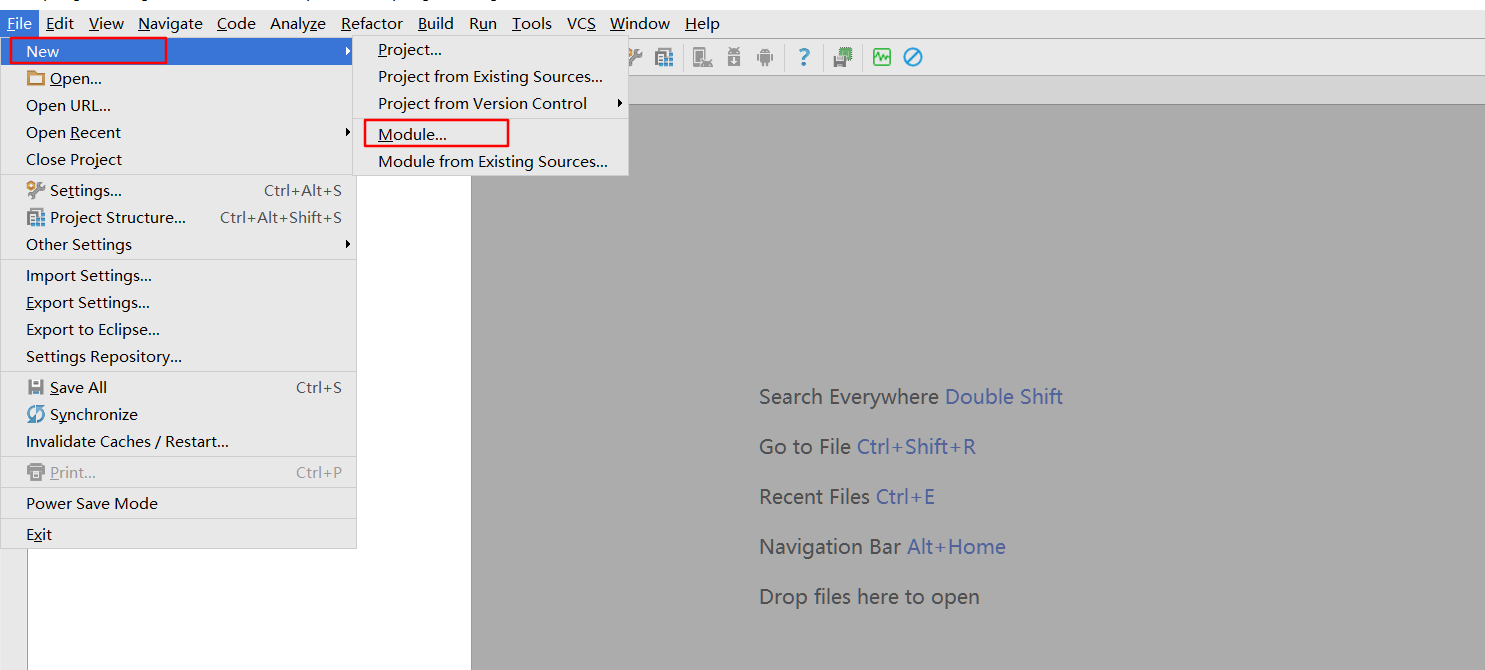 File Edit View Navigate Code Analyze Refactor Build Run Tools VCS Window Help
New
Open...
Open URL...
Open Recent
Close Project
Settings... Ctrl+Alt+S
Project Structure... Ctrl+Alt+Shift+S
Other Settings
Import Settings...
Export Settings...
Export to Eclipse...
Settings Repository...
Save All Ctrl+S
Synchronize
Invalidate Caches / Restart...
Print... Ctrl+P
Power Save Mode
Exit
Project...
Project from Existing Sources...
Project from Version Control
Module...
Module from Existing Sources...
?
Search Everywhere Double Shift
Go to File Ctrl+Shift+R
Recent Files Ctrl+E
Navigation Bar Alt+Home
Drop files here to open